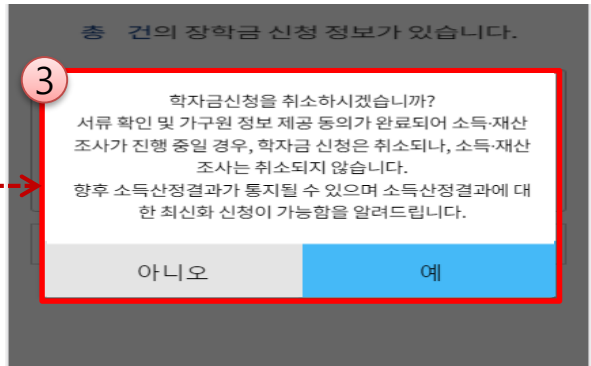 총 건의 장학금 신청 정보가 있습니다.
3
학자금신청을 취소하시겠습니까?
서류 확인 및 가구원 정보 제공 동의가 완료되어 소득·재산
조사가 진행 중일 경우, 학자금 신청은 취소되나, 소득·재산
조사는 취소되지 않습니다.
향후 소득산정결과가 통지될 수 있으며 소득산정결과에 대
한 최신화 신청이 가능함을 알려드립니다.
아니오
예